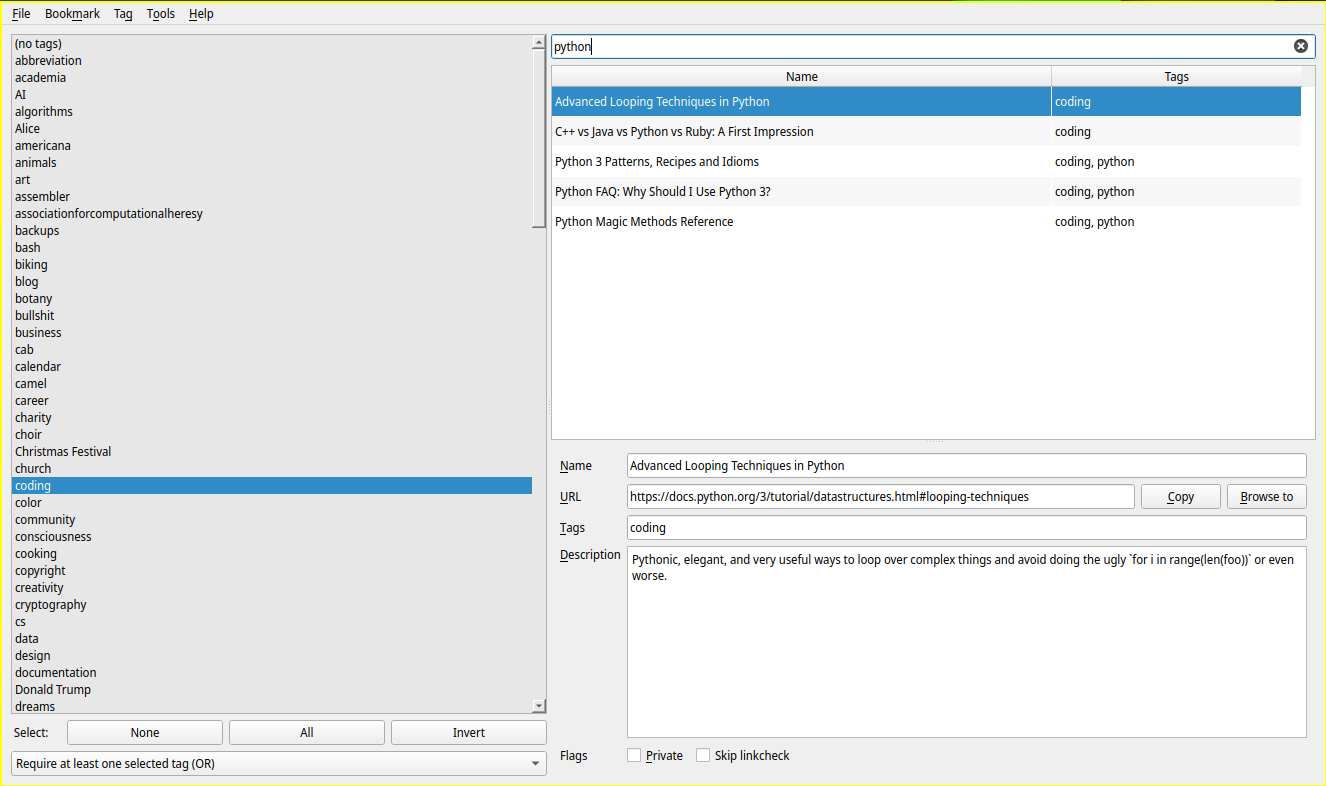 File Bookmark Tag Tools Help
(no tags)
abbreviation
academia
AI
algorithms
Alice
americana
animals
art
assembler
associationforcomputationalheresy
backups
bash
biking
blog
botany
bullshit
business
cab
calendar
camel
career
charity
choir
Christmas Festival
church
coding
color
community
consciousness
cooking
copyright
creativity
cryptography
cs
data
design
documentation
Donald Trump
dreams
Select: None All Invert
Require at least one selected tag (OR)
python
Name Tags
Advanced Looping Techniques in Python coding
C++ vs Java vs Python vs Ruby: A First Impression coding
Python 3 Patterns, Recipes and Idioms coding, python
Python FAQ: Why Should I Use Python 3? coding, python
Python Magic Methods Reference coding, python
Name Advanced Looping Techniques in Python
URL https://docs.python.org/3/tutorial/datastructures.html#looping-techniques Copy Browse to
Tags coding
Description Pythonic, elegant, and very useful ways to loop over complex things and avoid doing the ugly `for i in range(len(foo))` or even
worse.
Flags Private Skip linkcheck